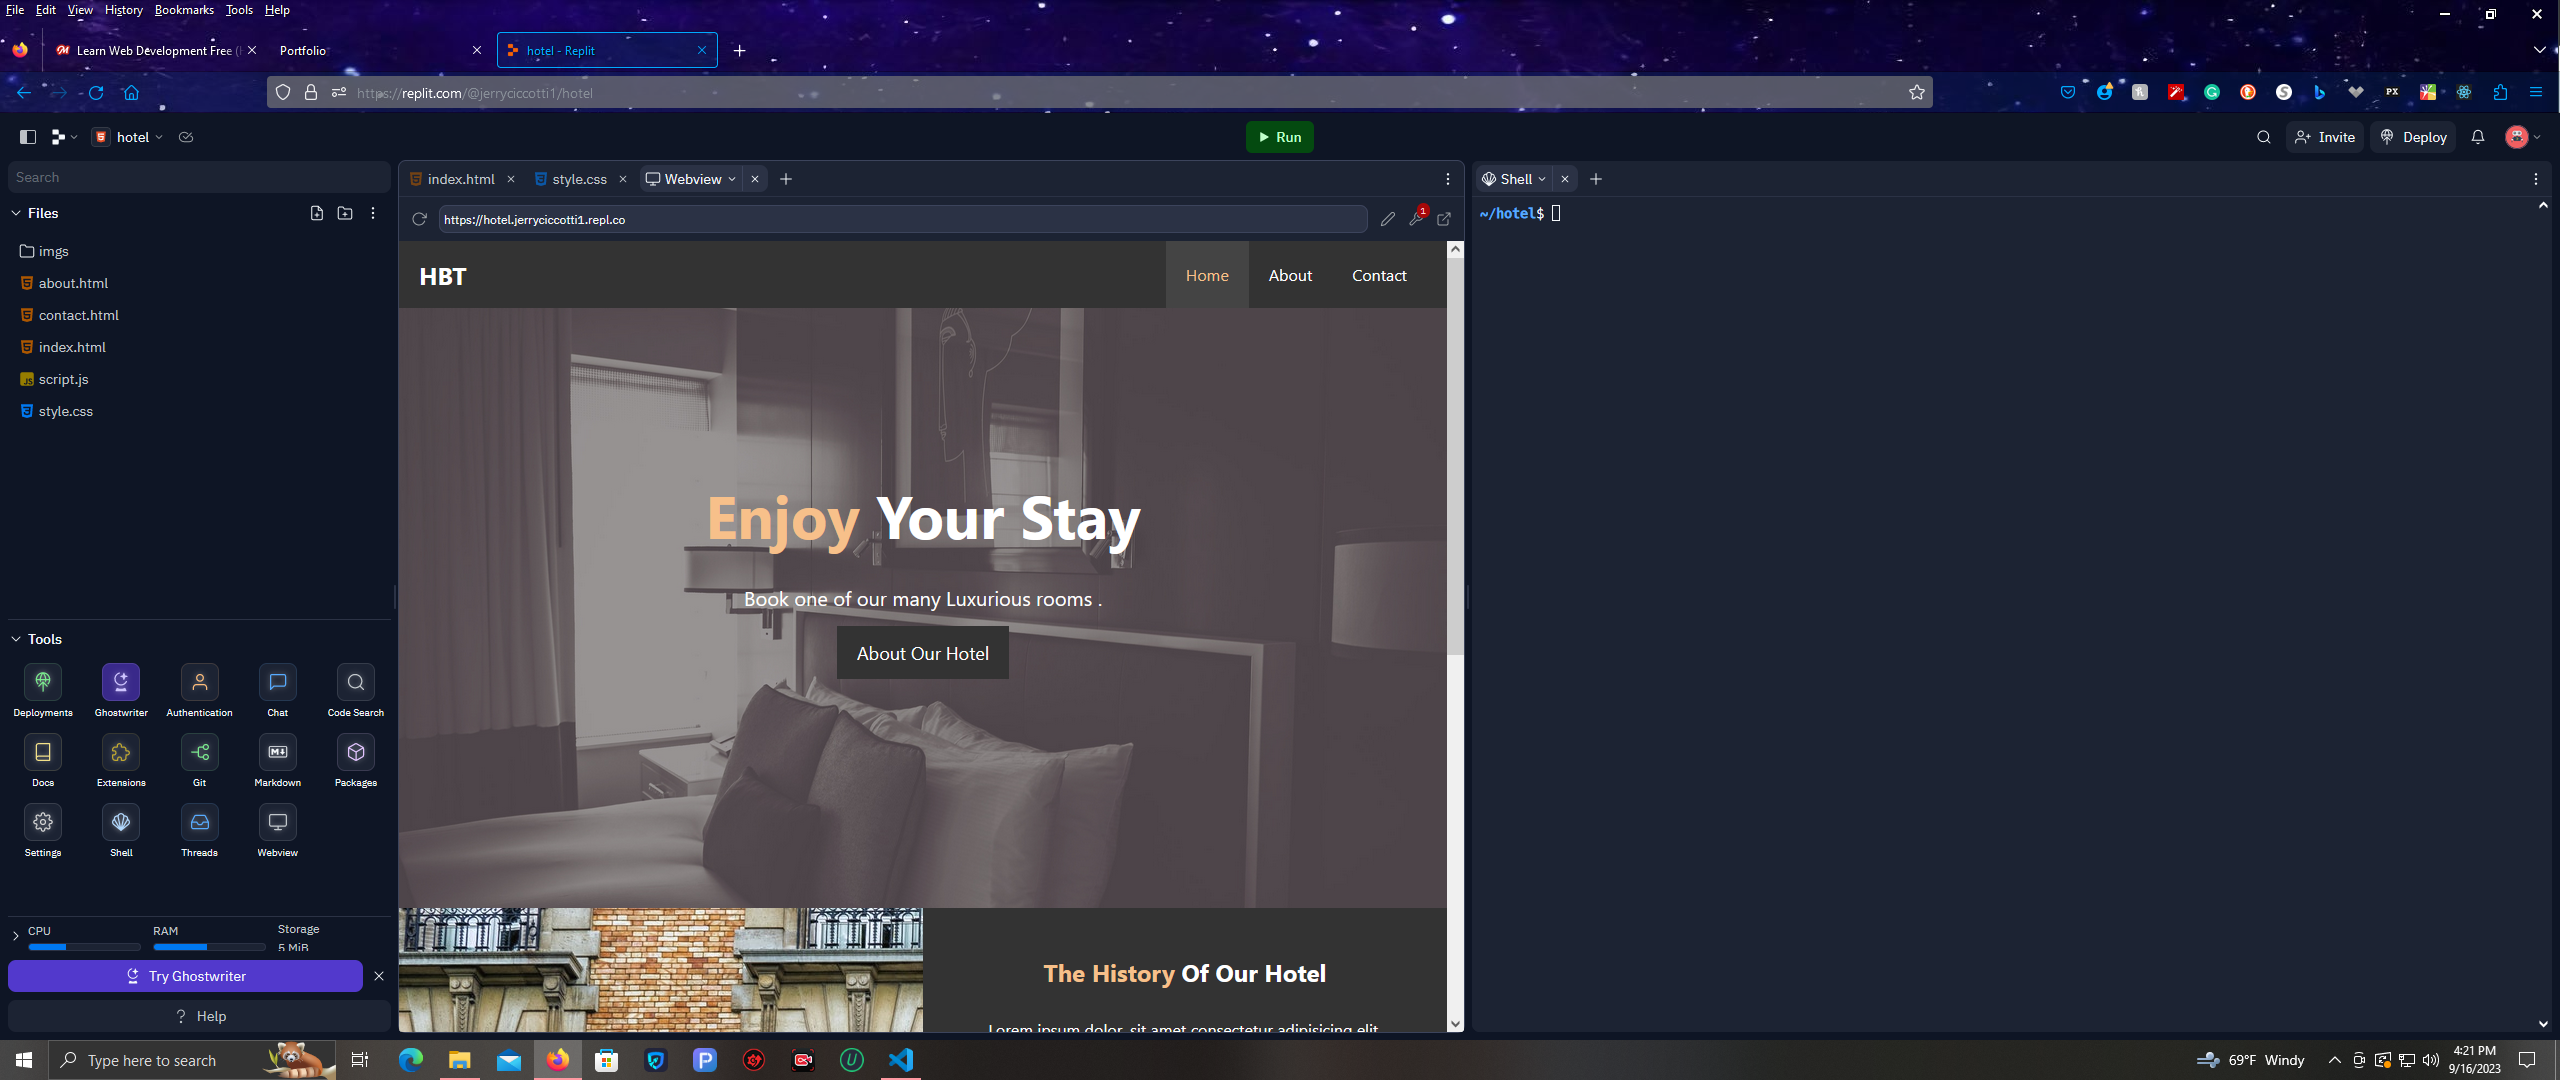 File Edit View History Bookmarks Tools Help
Learn Web Development Free (
Portfolio
hotel - Replit
https://replit.com/@jerryciccotti1/hotel
hotel
Run
Invite
Deploy
Search
Files
imgs
about.html
contact.html
index.html
script.js
style.css
Tools
Deployments Ghostwriter Authentication Chat Code Search
Docs Extensions Git Markdown Packages
Settings Shell Threads Webview
CPU RAM Storage
5 MiB
Try Ghostwriter
Help
index.html style.css Webview
https://hotel.jerryciccotti1.repl.co
1
HBT
Home About Contact
Enjoy Your Stay
Book one of our many Luxurious rooms .
About Our Hotel
The History Of Our Hotel
Lorem ipsum dolor, sit amet consectetur adipisicing elit.
Shell
~/hotel$
Type here to search
69°F Windy
4:21 PM
9/16/2023